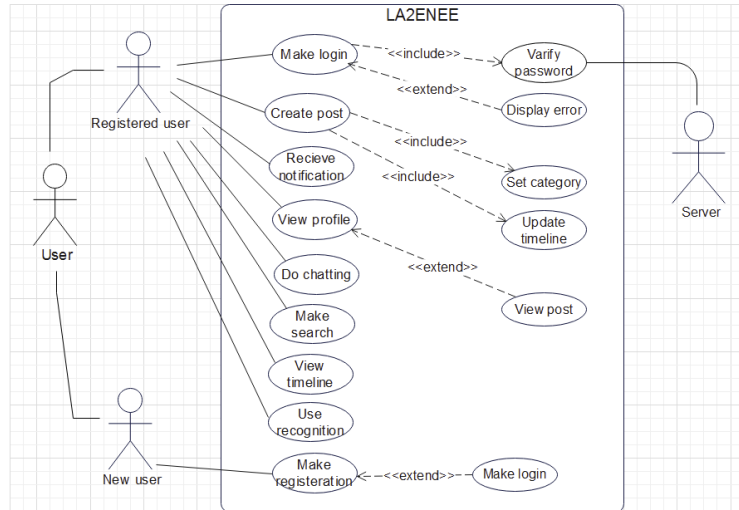 LA2ENEE
Make login
<<include>>
Varify
password
<<extend>>
Display error
Registered user
Create post
<<include>>
Set category
<<include>>
Recieve
notification
View profile
Update
timeline
Server
User
Do chatting
<<extend>>
View post
Make
search
View
timeline
Use
recognition
New user
Make
registeration
<<extend>>
Make login